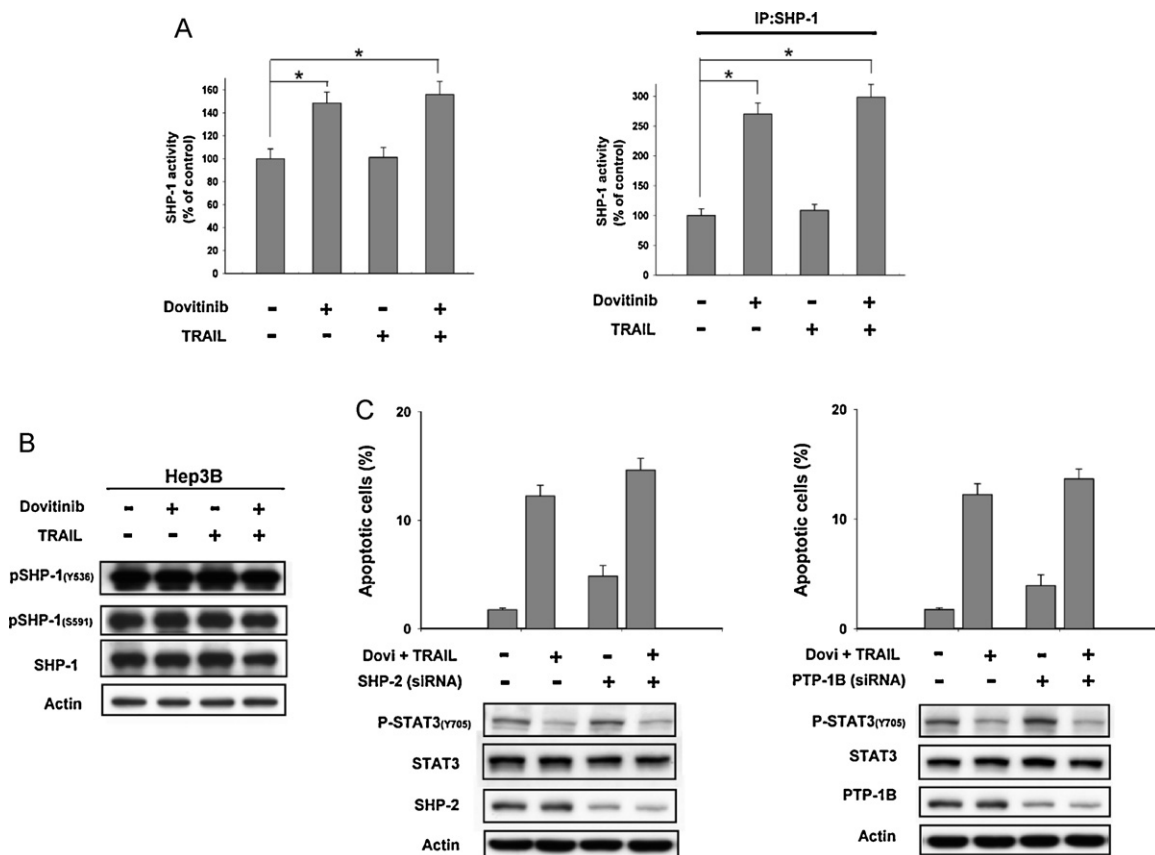 A
SHP-1 activity
(% of control)
160
140
120
100
80
60
40
20
0
* *
Dovitinib - + - +
TRAIL - - + +
IP:SHP-1
SHP-1 activity
(% of control)
300
250
200
150
100
50
0
* *
Dovitinib - + - +
TRAIL - - + +
B
Hep3B
Dovitinib - + - +
TRAIL - - + +
pSHP-1(Y536)
pSHP-1(S591)
SHP-1
Actin
C
Apoptotic cells (%)
20
10
0
Dovi + TRAIL - + - +
SHP-2 (siRNA) - - + +
P-STAT3(Y705)
STAT3
SHP-2
Actin
Apoptotic cells (%)
20
10
0
Dovi + TRAIL - + - +
PTP-1B (siRNA) - - + +
P-STAT3(Y705)
STAT3
PTP-1B
Actin